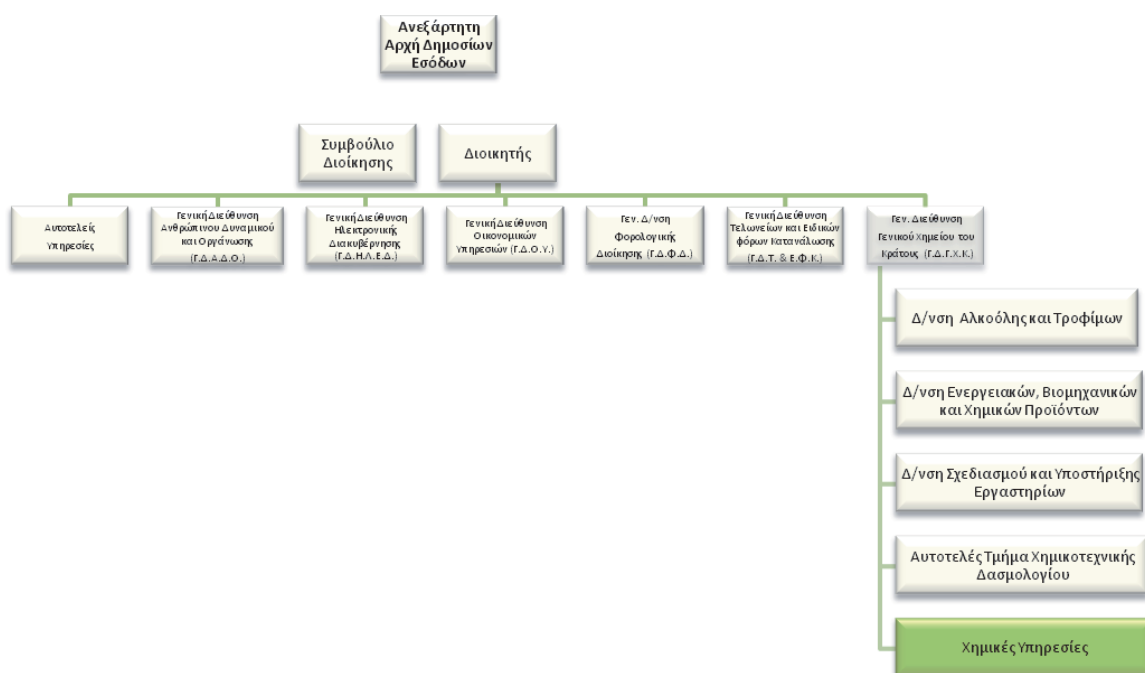 Ανεξάρτητη
Αρχή Δημοσίων
Εσόδων
Συμβούλιο
Διοίκησης
Διοικητής
Αυτοτελείς
Υπηρεσίες
Γενική Διεύθυνση
Ανθρώπινου Δυναμικού
και Οργάνωσης
(Γ.Δ.Α.Δ.Ο.)
Γενική Διεύθυνση
Ηλεκτρονικής
Διακυβέρνησης
(Γ.Δ.Η.Λ.Ε.Δ.)
Γενική Διεύθυνση
Οικονομικών
Υπηρεσιών (Γ.Δ.Ο.Υ.)
Γεν. Δ/νση
Φορολογικής
Διοίκησης (Γ.Δ.Φ.Δ.)
Γενική Διεύθυνση
Τελωνείων και Ειδικών
φόρων Κατανάλωσης
(Γ.Δ.Τ. & Ε.Φ.Κ.)
Γεν. Διεύθυνση
Γενικού Χημείου του
Κράτους (Γ.Δ.Γ.Χ.Κ.)
Δ/νση Αλκοόλης και Τροφίμων
Δ/νση Ενεργειακών, Βιομηχανικών
και Χημικών Προϊόντων
Δ/νση Σχεδιασμού και Υποστήριξης
Εργαστηρίων
Αυτοτελές Τμήμα Χημικοτεχνικής
Δασμολογίου
Χημικές Υπηρεσίες